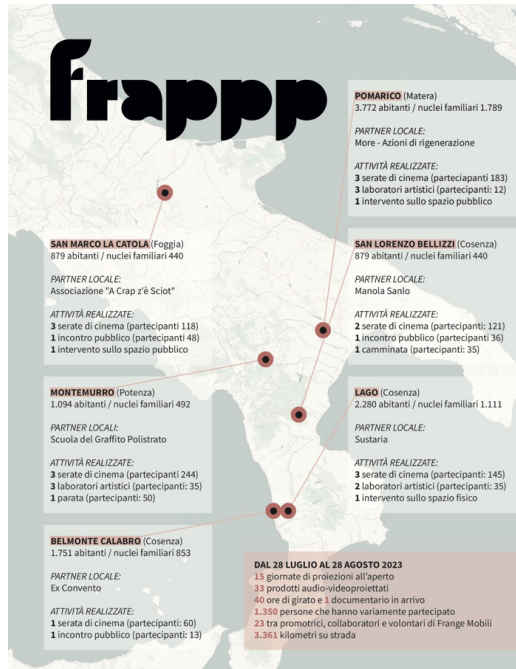 frappp
POMARICO (Matera)
3.772 abitanti / nuclei familiari 1.789
PARTNER LOCALE:
More - Azioni di rigenerazione
ATTIVITÀ REALIZZATE:
3 serate di cinema (parteciapanti 183)
3 laboratori artistici (partecipanti: 12)
1 intervento sullo spazio pubblico
SAN MARCO LA CATOLA (Foggia)
879 abitanti / nuclei familiari 440
PARTNER LOCALE:
Associazione "A Crap z'è Sciot"
ATTIVITÀ REALIZZATE:
3 serate di cinema (partecipanti 118)
1 incontro pubblico (partecipanti 48)
1 intervento sullo spazio pubblico
SAN LORENZO BELLIZZI (Cosenza)
879 abitanti / nuclei familiari 440
PARTNER LOCALE:
Manola Sanlo
ATTIVITÀ REALIZZATE:
2 serate di cinema (partecipanti: 121)
1 incontro pubblico (partecipanti 36)
1 camminata (partecipanti: 35)
MONTEMURRO (Potenza)
1.094 abitanti / nuclei familiari 492
PARTNER LOCALI:
Scuola del Graffito Polistrato
ATTIVITÀ REALIZZATE:
3 serate di cinema (partecipanti 244)
3 laboratori artistici (partecipanti: 35)
1 parata (partecipanti: 50)
LAGO (Cosenza)
2.280 abitanti / nuclei familiari 1.111
PARTNER LOCALE:
Sustaria
ATTIVITÀ REALIZZATE:
3 serate di cinema (partecipanti: 145)
2 laboratori artistici (partecipanti: 35)
1 intervento sullo spazio fisico
BELMONTE CALABRO (Cosenza)
1.751 abitanti / nuclei familiari 853
PARTNER LOCALE:
Ex Convento
ATTIVITÀ REALIZZATE:
1 serata di cinema (partecipanti: 60)
1 incontro pubblico (partecipanti: 13)
DAL 28 LUGLIO AL 28 AGOSTO 2023
15 giornate di proiezioni all'aperto
33 prodotti audio-videoproiettati
40 ore di girato e 1 documentario in arrivo
1.350 persone che hanno variamente partecipato
23 tra promotrici, collaboratori e volontari di Frange Mobili
3.361 kilometri su strada